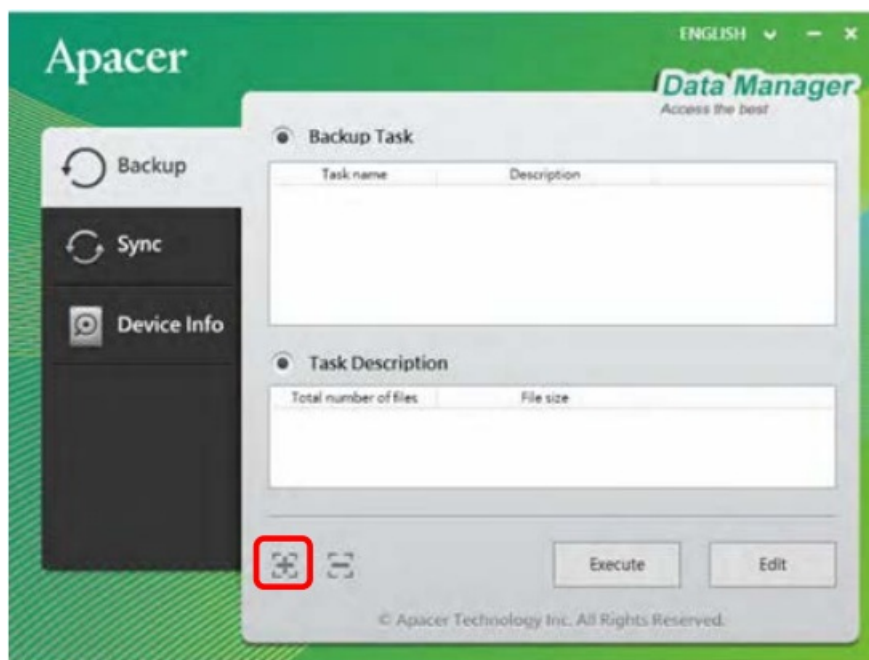 ENGLISH
Apacer
Data Manager
Access the best
Backup
Sync
Device Info
Backup Task
Task name Description
Task Description
Total number of files File size
Execute Edit
© Apacer Technology Inc. All Rights Reserved.